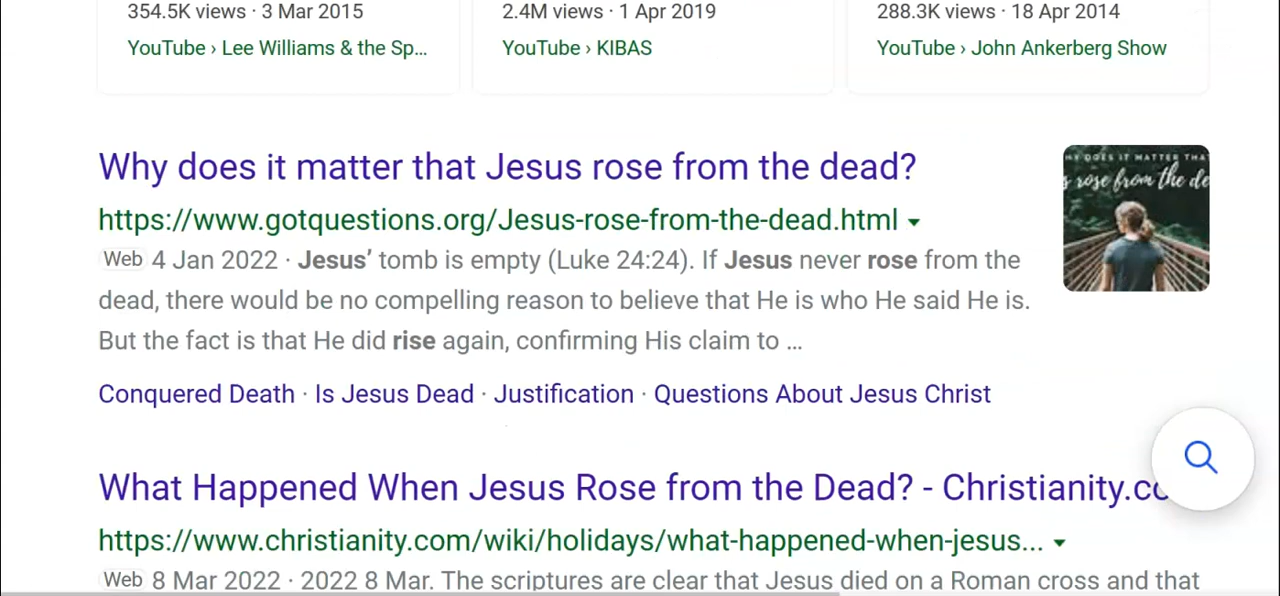 354.5K views · 3 Mar 2015
YouTube › Lee Williams & the Sp...
2.4M views · 1 Apr 2019
YouTube › KIBAS
288.3K views · 18 Apr 2014
YouTube › John Ankerberg Show
Why does it matter that Jesus rose from the dead?
https://www.gotquestions.org/Jesus-rose-from-the-dead.html
Web 4 Jan 2022 · Jesus’ tomb is empty (Luke 24:24). If Jesus never rose from the
dead, there would be no compelling reason to believe that He is who He said He is.
But the fact is that He did rise again, confirming His claim to ...
rose from the de
Conquered Death · Is Jesus Dead · Justification · Questions About Jesus Christ
What Happened When Jesus Rose from the Dead? - Christianity.co
https://www.christianity.com/wiki/holidays/what-happened-when-jesus...
Web 8 Mar 2022 · 2022 8 Mar. The scriptures are clear that Jesus died on a Roman cross and that